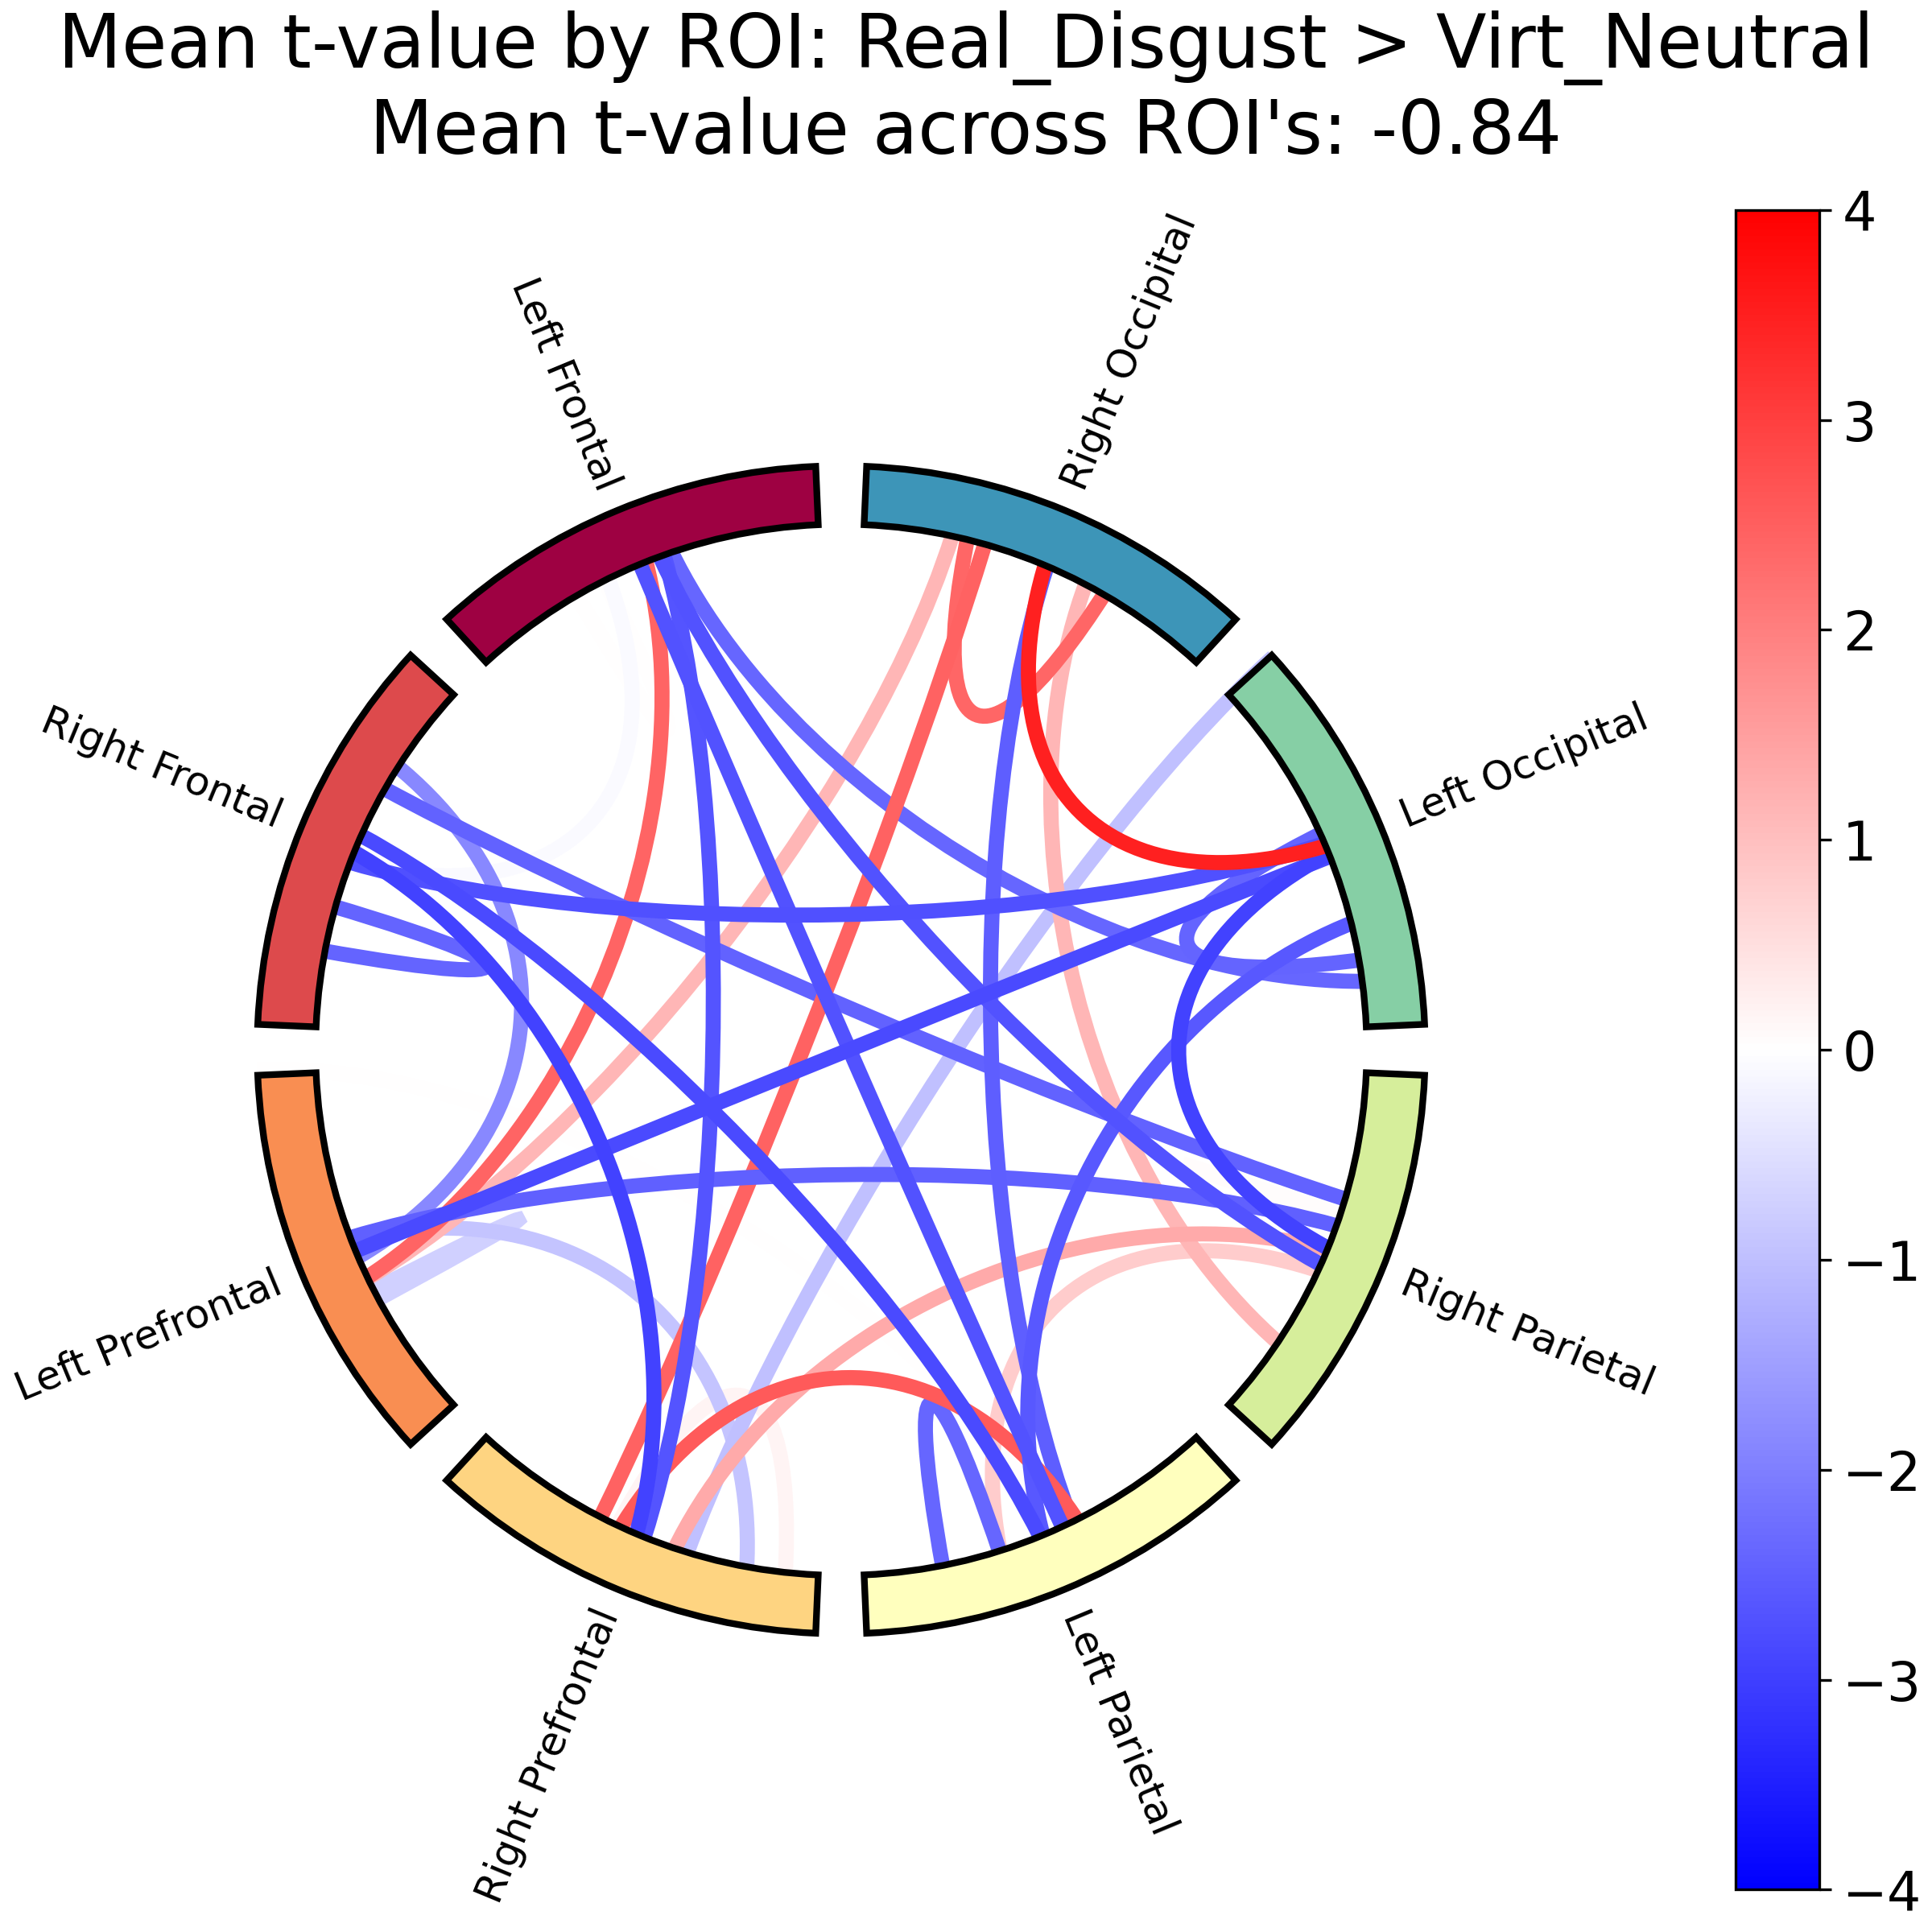 Mean t-value by ROI: Real_Disgust > Virt_Neutral
Mean t-value across ROI's: -0.84
Left Frontal
Right Occipital
Right Frontal
Left Occipital
Left Prefrontal
Right Parietal
Right Prefrontal
Left Parietal
4
3
2
1
0
−1
−2
−3
−4